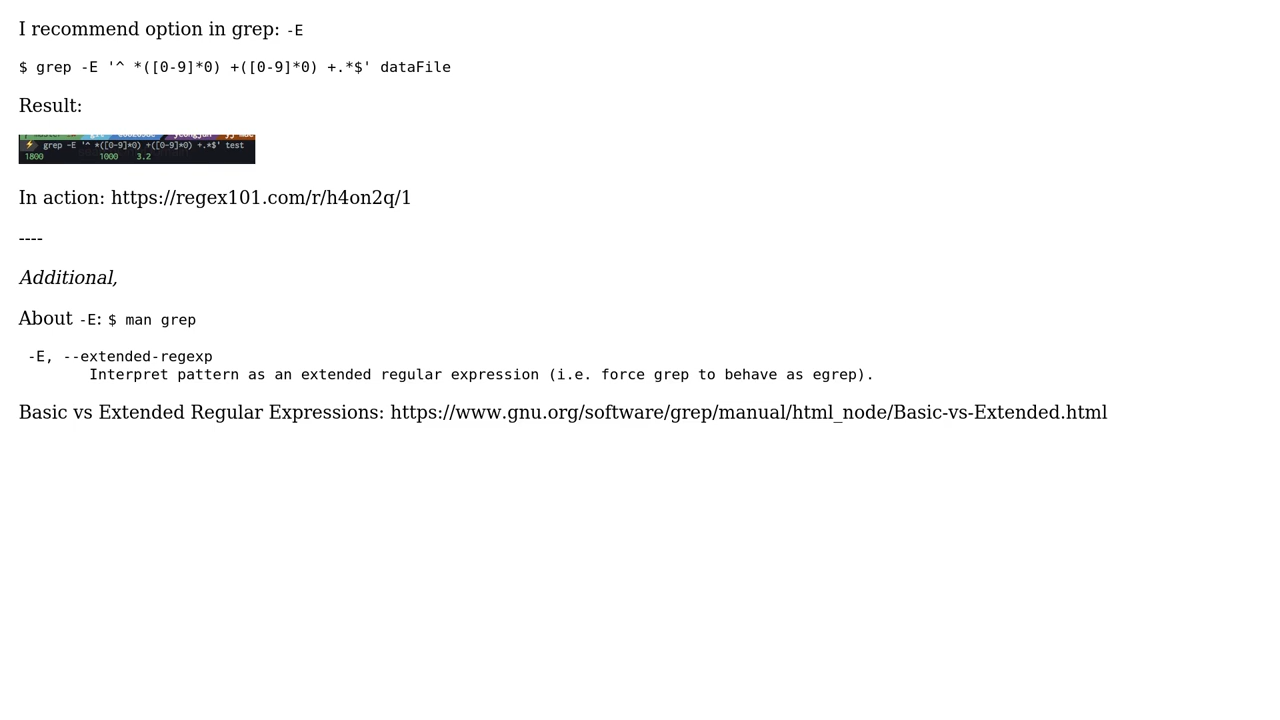 I recommend option in grep: -E
$ grep -E '^ *([0-9]*0) +([0-9]*0) +.*$' dataFile
Result:
⚡ grep -E '^ *([0-9]*0) +([0-9]*0) +.*$' test
1800 1000 3.2
In action: https://regex101.com/r/h4on2q/1
----
Additional,
About -E: $ man grep
-E, --extended-regexp
Interpret pattern as an extended regular expression (i.e. force grep to behave as egrep).
Basic vs Extended Regular Expressions: https://www.gnu.org/software/grep/manual/html_node/Basic-vs-Extended.html